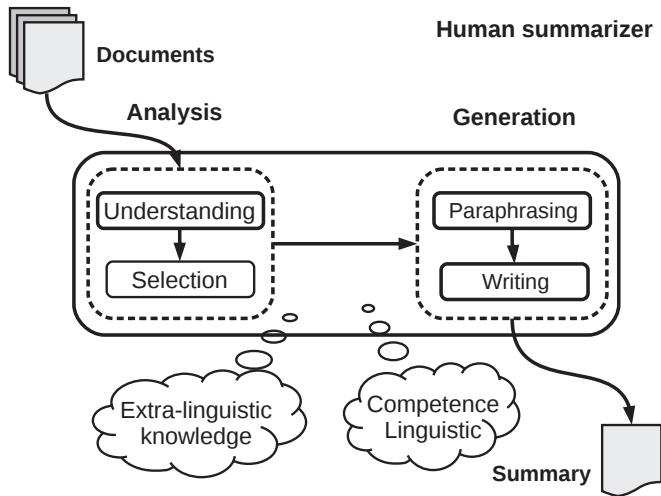 Human summarizer
Documents
Analysis
Generation
Understanding
Selection
Paraphrasing
Writing
Extra-linguistic
knowledge
Competence
Linguistic
Summary